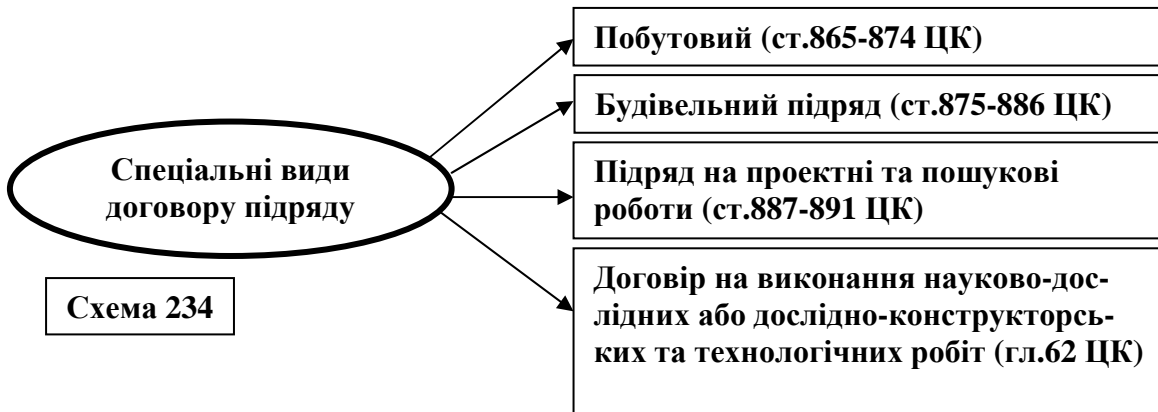 Побутовий (ст.865-874 ЦК)
Будівельний підряд (ст.875-886 ЦК)
Спеціальні види
договору підряду
Підряд на проектні та пошукові
роботи (ст.887-891 ЦК)
Договір на виконання науково-дос-
лідних або дослідно-конструкторсь-
ких та технологічних робіт (гл.62 ЦК)
Схема 234